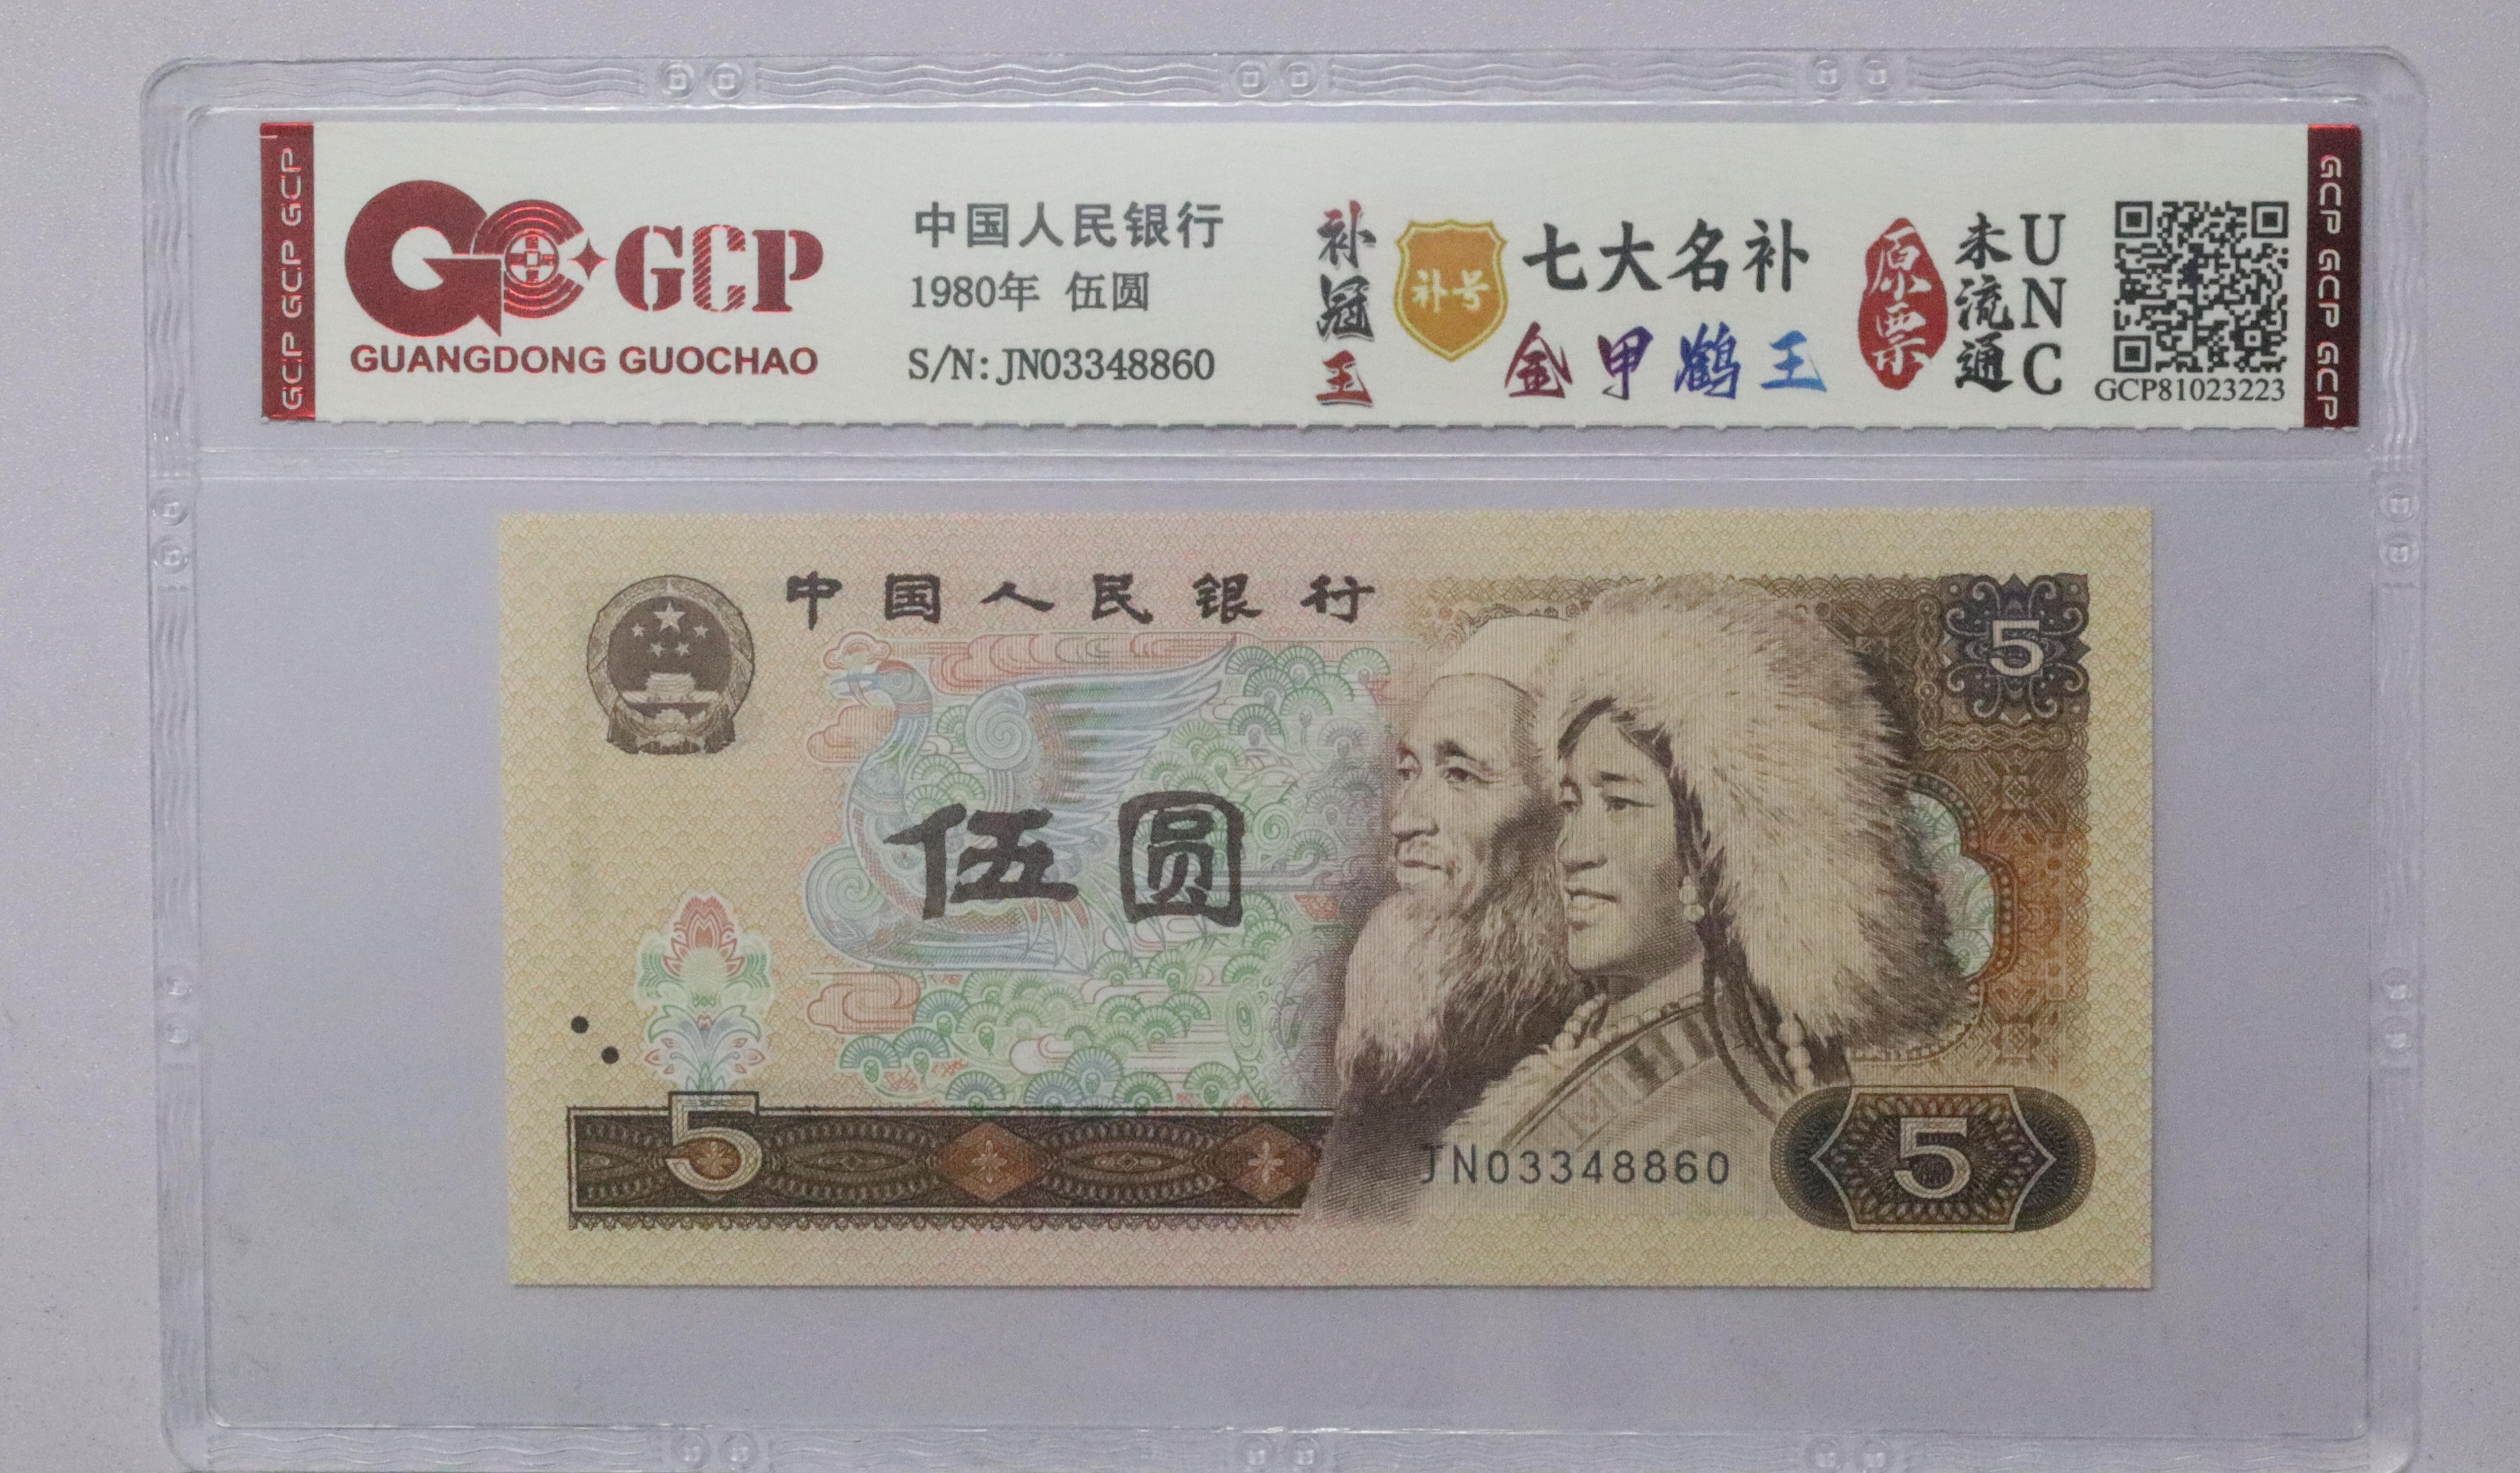 GCP GCP GCP
GCP
GUANGDONG GUOCHAO
中国人民银行
1980年 伍圆
S/N: JN03348860
补冠王
补号
七大名补
金甲鹤王
原票
未流通
UNC
GCP81023223
GCP GCP GCP
中国人民银行
5
伍圆
5
JN03348860
5